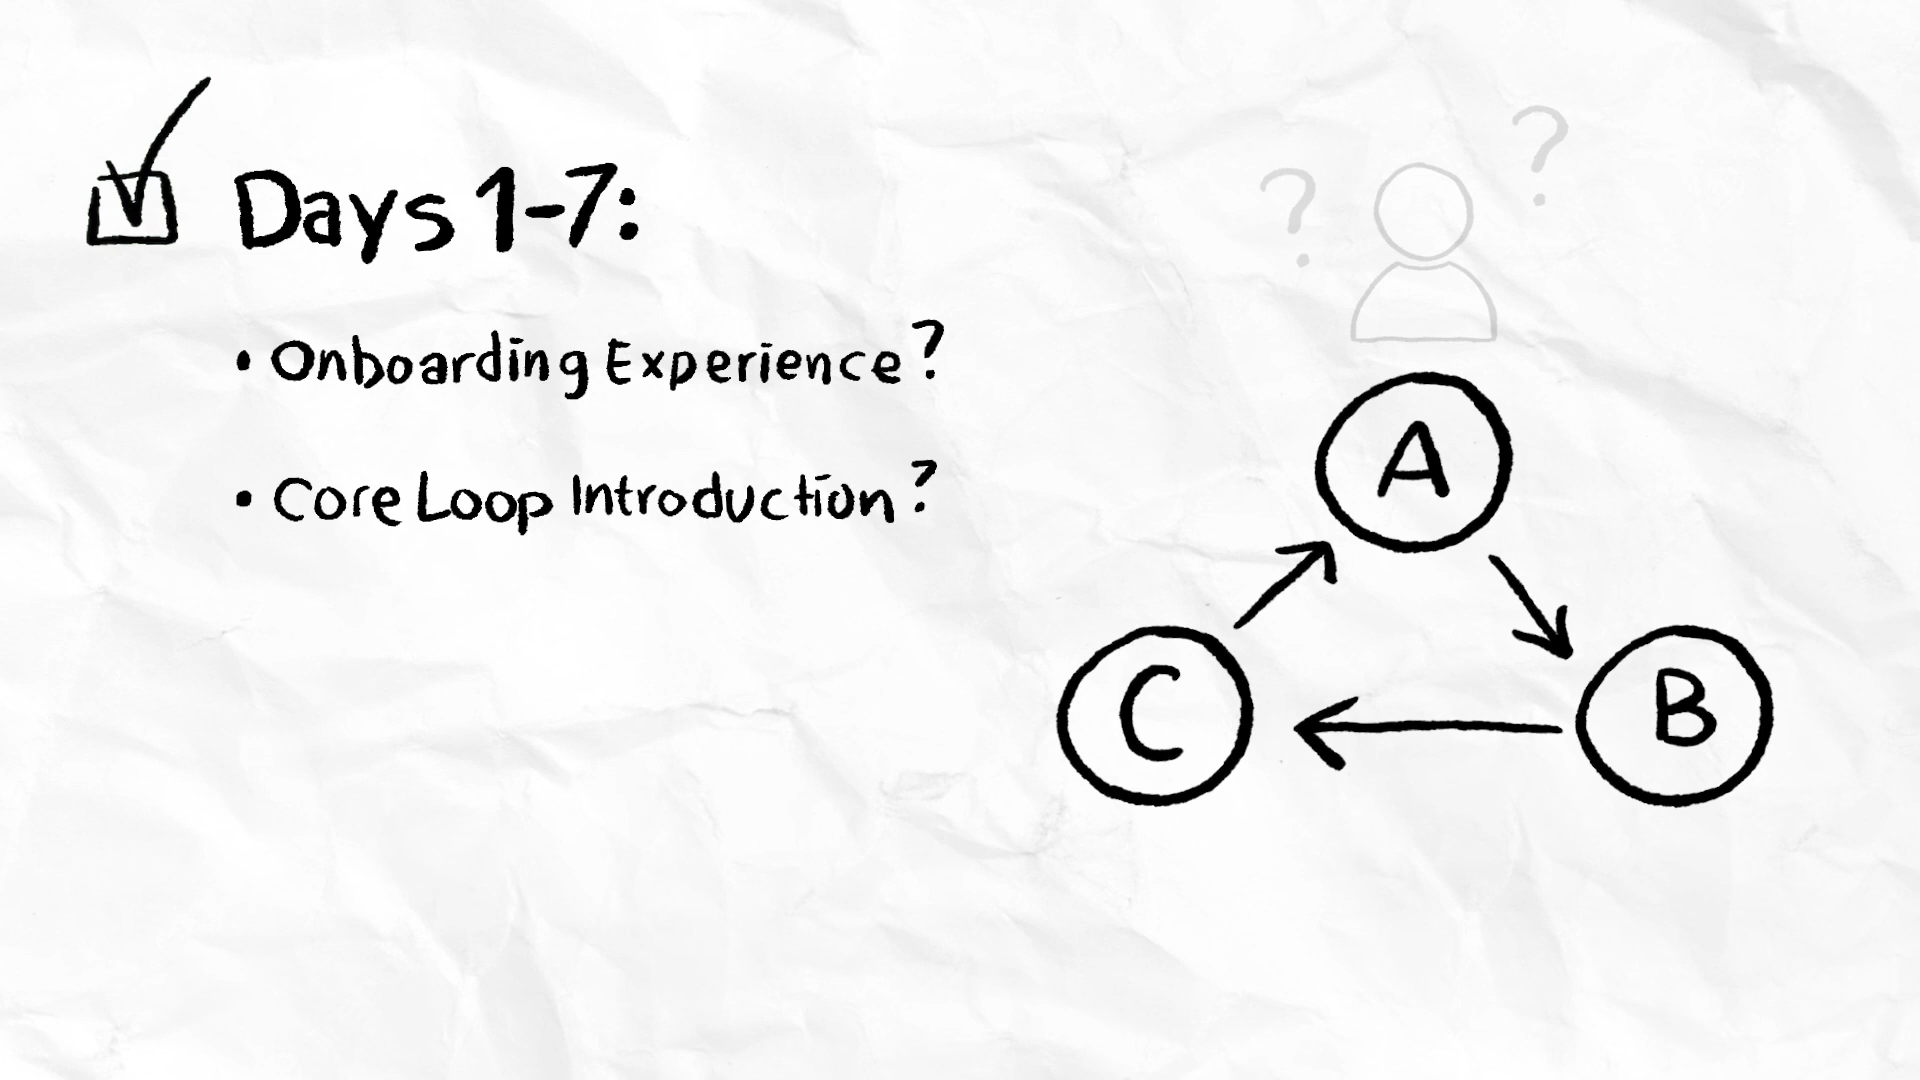 Days 1-7:
• Onboarding Experience?
• Core Loop Introduction?
? ?
A
C
B